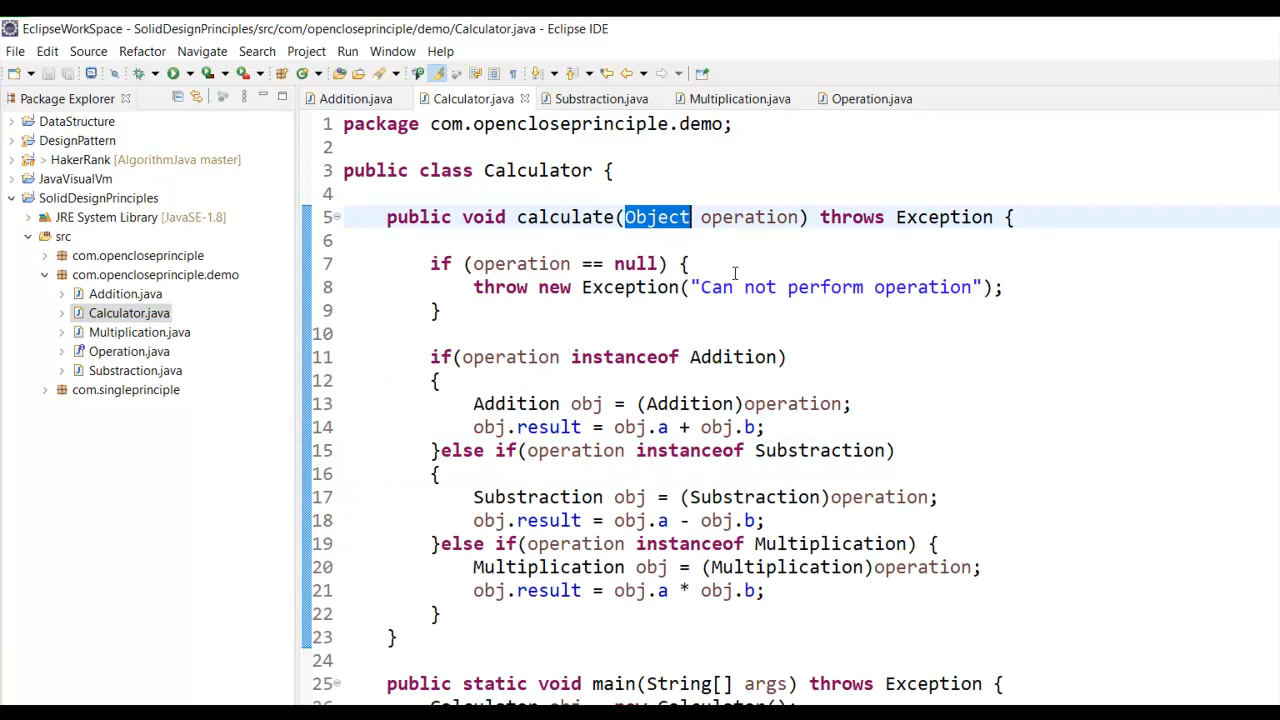 EclipseWorkSpace - SolidDesignPrinciples/src/com/opencloseprinciple/demo/Calculator.java - Eclipse IDE
File Edit Source Refactor Navigate Search Project Run Window Help
Package Explorer
Addition.java Calculator.java Substraction.java Multiplication.java Operation.java
DataStructure
DesignPattern
> HakerRank [AlgorithmJava master]
JavaVisualVm
SolidDesignPrinciples
JRE System Library [JavaSE-1.8]
src
com.opencloseprinciple
com.opencloseprinciple.demo
Addition.java
Calculator.java
Multiplication.java
Operation.java
Substraction.java
com.singleprinciple
1 package com.opencloseprinciple.demo;
2
3 public class Calculator {
4
5 public void calculate(Object operation) throws Exception {
6
7 if (operation == null) {
8 throw new Exception("Can not perform operation");
9 }
10
11 if(operation instanceof Addition)
12 {
13 Addition obj = (Addition)operation;
14 obj.result = obj.a + obj.b;
15 }else if(operation instanceof Substraction)
16 {
17 Substraction obj = (Substraction)operation;
18 obj.result = obj.a - obj.b;
19 }else if(operation instanceof Multiplication) {
20 Multiplication obj = (Multiplication)operation;
21 obj.result = obj.a * obj.b;
22 }
23 }
24
25 public static void main(String[] args) throws Exception {
26 Calculator obj = new Calculator();